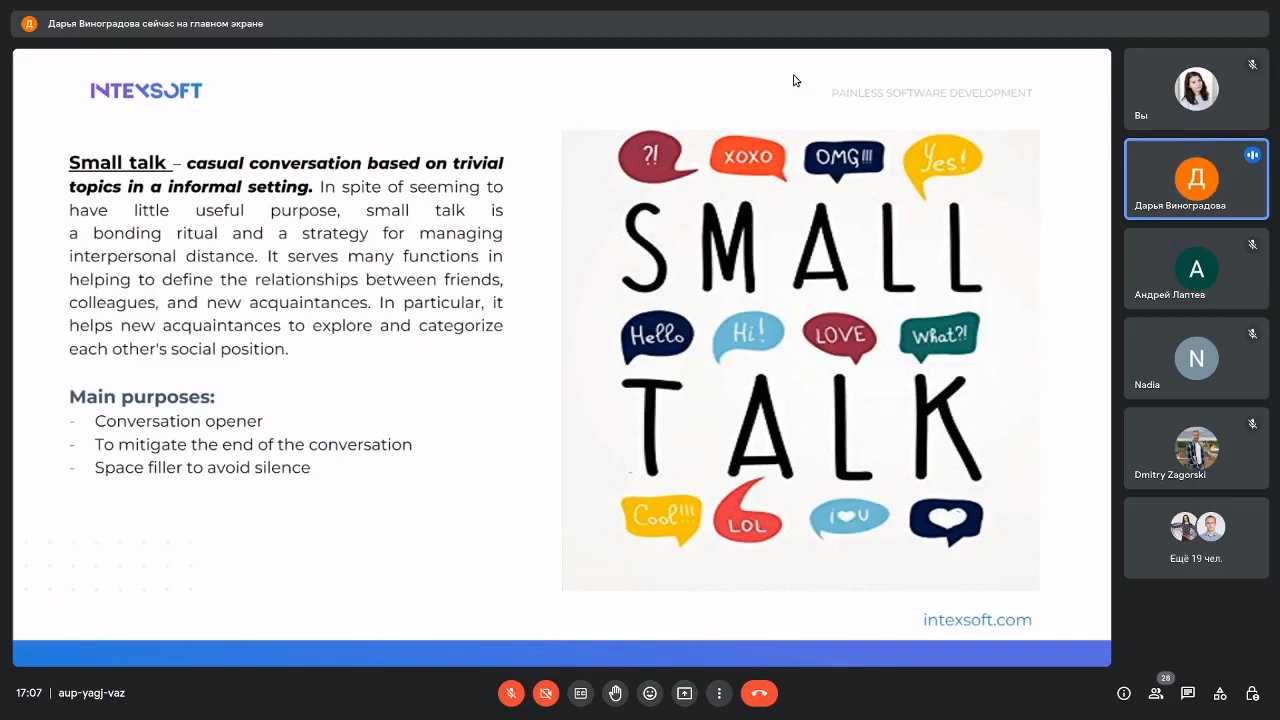 Д Дарья Виноградова сейчас на главном экране
INTEXSOFT
PAINLESS SOFTWARE DEVELOPMENT
Small talk – casual conversation based on trivial
topics in a informal setting. In spite of seeming to
have little useful purpose, small talk is
a bonding ritual and a strategy for managing
interpersonal distance. It serves many functions in
helping to define the relationships between friends,
colleagues, and new acquaintances. In particular, it
helps new acquaintances to explore and categorize
each other's social position.
Main purposes:
- Conversation opener
- To mitigate the end of the conversation
- Space filler to avoid silence
?! XOXO OMG!!! Yes!
SMALL
Hello Hi! LOVE What?!
TALK
Cool!!! LOL i❤U
intexsoft.com
Вы
Д
Дарья Виноградова
А
Андрей Лаптев
N
Nadia
Dmitry Zagorski
Ещё 19 чел.
17:07 | aup-yagj-vaz
28